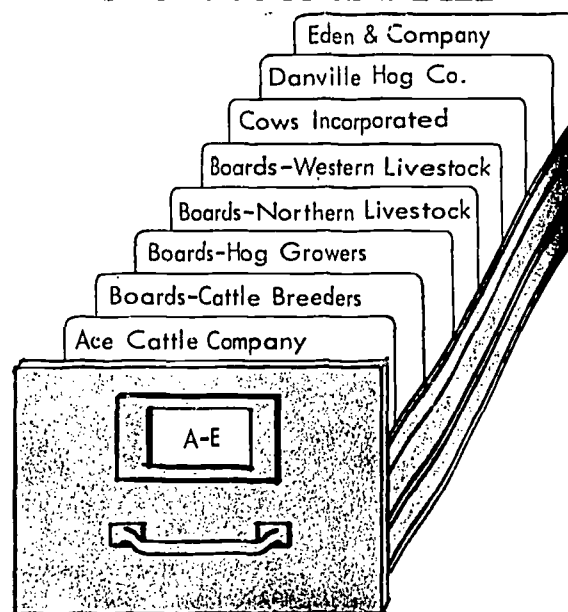 Eden & Company
Danville Hog Co.
Cows Incorporated
Boards-Western Livestock
Boards-Northern Livestock
Boards-Hog Growers
Boards-Cattle Breeders
Ace Cattle Company
A-E